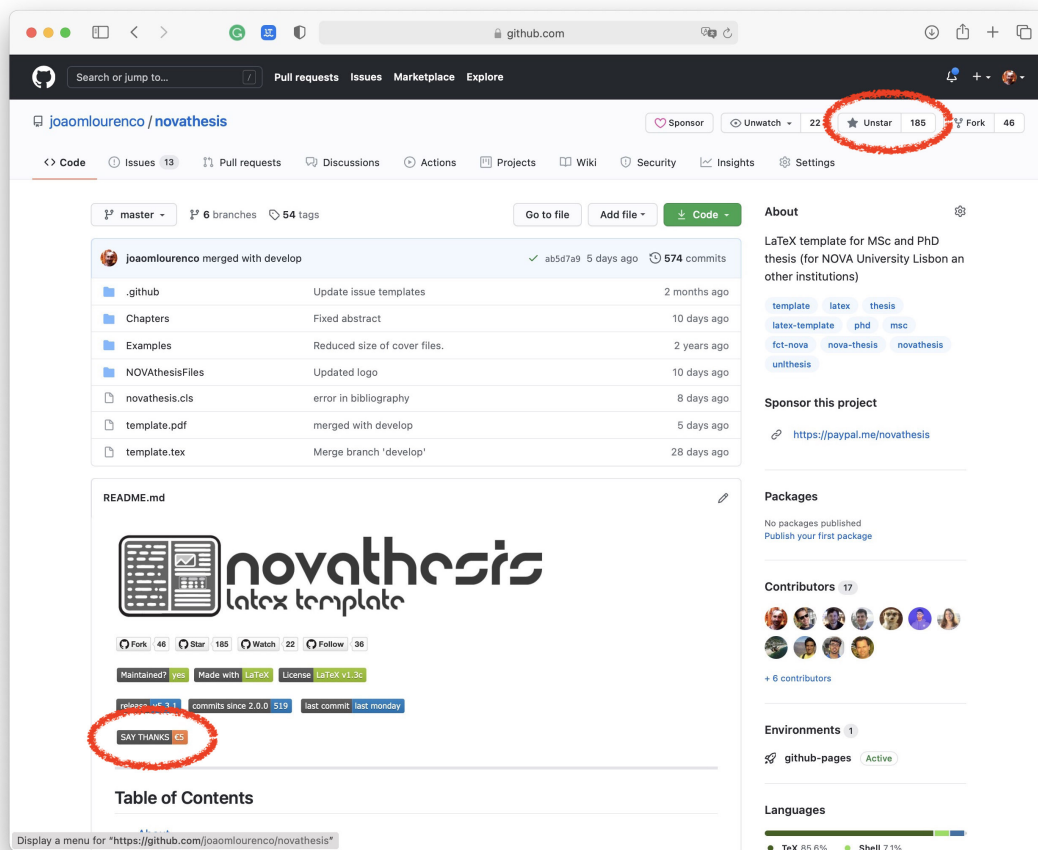 github.com
Search or jump to... / Pull requests Issues Marketplace Explore
joaomlourenco / novathesis
Sponsor Unwatch 22 Unstar 185 Fork 46
Code Issues 13 Pull requests Discussions Actions Projects Wiki Security Insights Settings
master 6 branches 54 tags Go to file Add file Code
joaomlourenco merged with develop ab5d7a9 5 days ago 574 commits
.github Update issue templates 2 months ago
Chapters Fixed abstract 10 days ago
Examples Reduced size of cover files. 2 years ago
NOVAthesisFiles Updated logo 10 days ago
novathesis.cls error in bibliography 8 days ago
template.pdf merged with develop 5 days ago
template.tex Merge branch 'develop' 28 days ago
README.md
novathesis
latex template
Fork 46 Star 185 Watch 22 Follow 36
Maintained? yes Made with LaTeX License LaTeX v1.3c
release v5.3.1 commits since 2.0.0 519 last commit last monday
SAY THANKS €5
Table of Contents
About
Display a menu for "https://github.com/joaomlourenco/novathesis"
About
LaTeX template for MSc and PhD
thesis (for NOVA University Lisbon an
other institutions)
template latex thesis
latex-template phd msc
fct-nova nova-thesis novathesis
unlthesis
Sponsor this project
https://paypal.me/novathesis
Packages
No packages published
Publish your first package
Contributors 17
+ 6 contributors
Environments 1
github-pages Active
Languages
TeX 85.6% Shell 7.1%